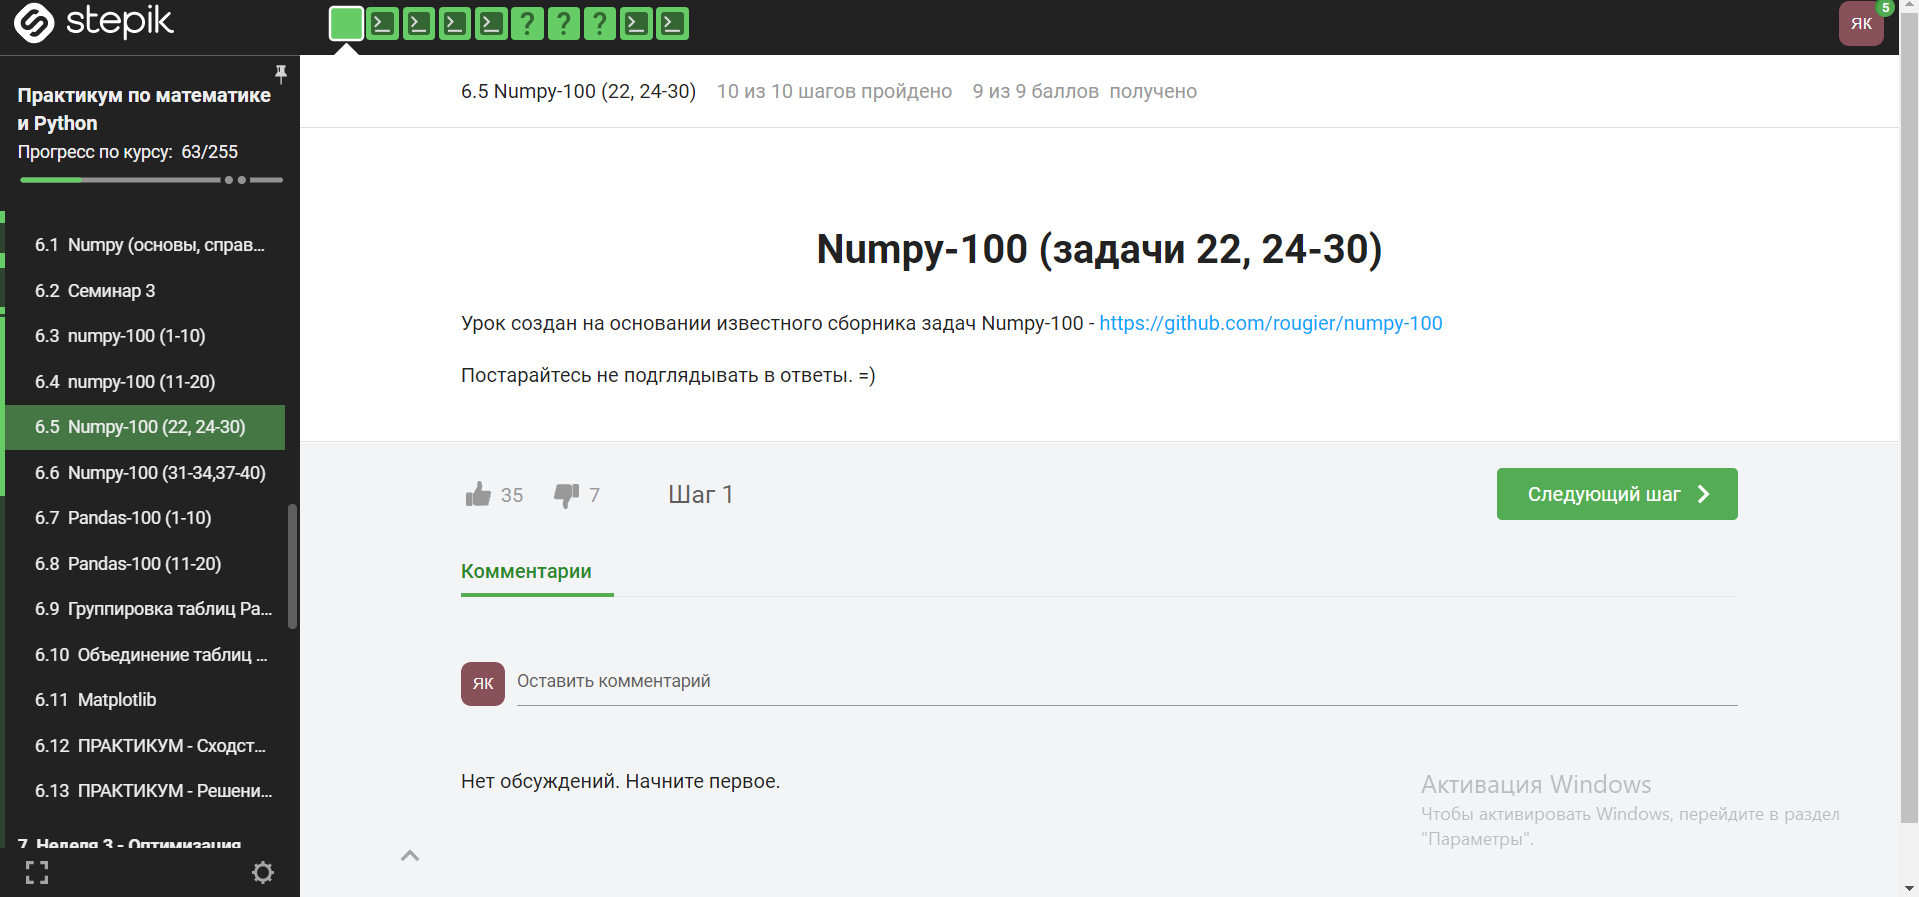 stepik
? ? ?
ЯК
5
Практикум по математике
и Python
Прогресс по курсу: 63/255
6.1 Numpy (основы, справ...
6.2 Семинар 3
6.3 numpy-100 (1-10)
6.4 numpy-100 (11-20)
6.5 Numpy-100 (22, 24-30)
6.6 Numpy-100 (31-34,37-40)
6.7 Pandas-100 (1-10)
6.8 Pandas-100 (11-20)
6.9 Группировка таблиц Pa...
6.10 Объединение таблиц ...
6.11 Matplotlib
6.12 ПРАКТИКУМ - Сходст...
6.13 ПРАКТИКУМ - Решени...
7 Неделя 3 - Оптимизация
6.5 Numpy-100 (22, 24-30) 10 из 10 шагов пройдено 9 из 9 баллов получено
Numpy-100 (задачи 22, 24-30)
Урок создан на основании известного сборника задач Numpy-100 - https://github.com/rougier/numpy-100
Постарайтесь не подглядывать в ответы. =)
35 7 Шаг 1 Следующий шаг
Комментарии
ЯК Оставить комментарий
Нет обсуждений. Начните первое.
Активация Windows
Чтобы активировать Windows, перейдите в раздел
"Параметры".